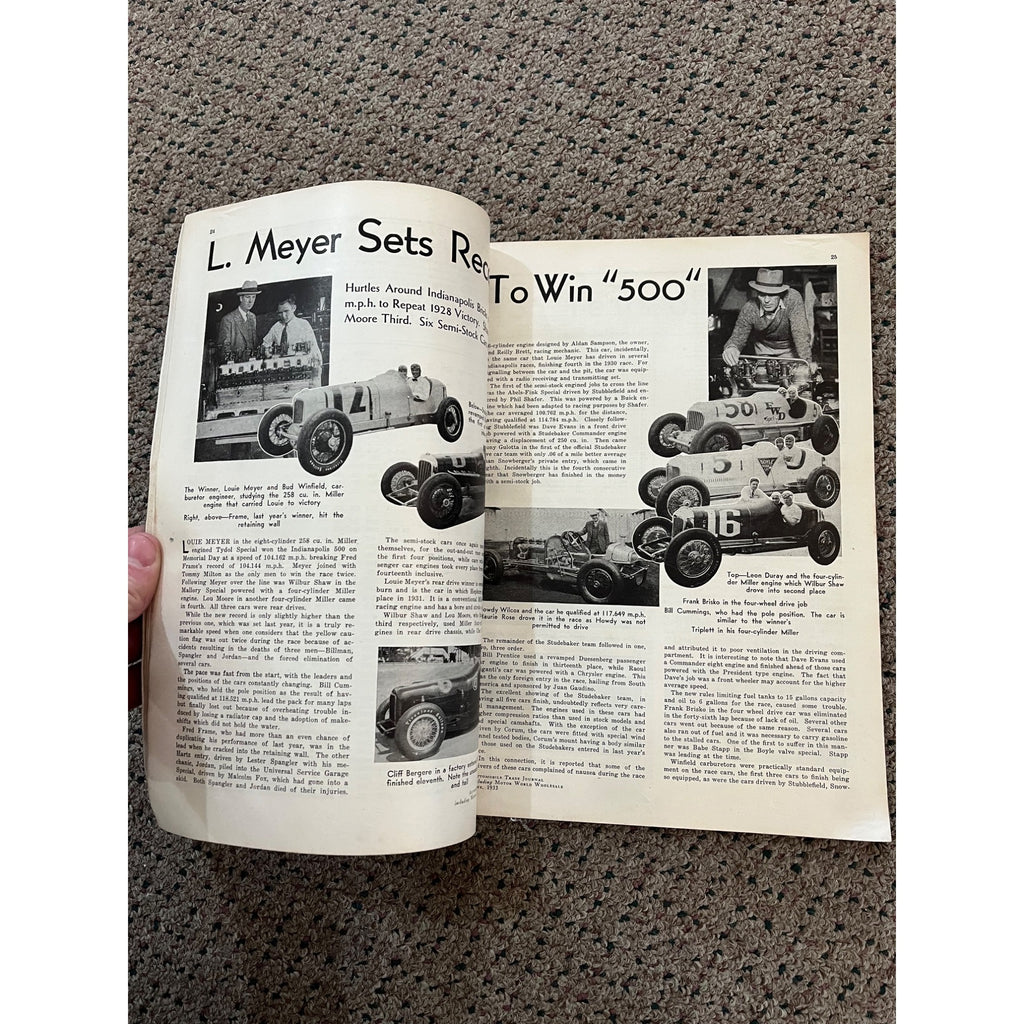 24
L. Meyer Sets Rec
Hurtles Around Indianapolis
m.p.h. to Repeat 1928 Victory.
Moore Third. Six Semi-Stock
The Winner, Louie Meyer and Bud Winfield, car-
buretor engineer, studying the 258 cu. in. Miller
engine that carried Louie to victory
Right, above—Frame, last year's winner, hit the
retaining wall
LOUIE MEYER in the eight-cylinder 258 cu. in. Miller
engined Tydol Special won the Indianapolis 500 on
Memorial Day at a speed of 104.162 m.p.h. breaking Fred
Frame's record of 104.144 m.p.h. Meyer joined with
Tommy Milton as the only men to win the race twice.
Following Meyer over the line was Wilbur Shaw in the
Mallory Special powered with a four-cylinder Miller
engine. Lou Moore in another four-cylinder Miller came
in fourth. All three cars were rear drives.
While the new record is only slightly higher than the
previous one, which was set last year, it is a truly re-
markable speed when one considers that the yellow cau-
tion flag was out twice during the race because of ac-
cidents resulting in the deaths of three men—Billman,
Spangler and Jordan—and the forced elimination of
several cars.
The pace was fast from the start, with the leaders and
the positions of the cars constantly changing. Bill Cum-
mings, who held the pole position as the result of hav-
ing qualified at 118.521 m.p.h. lead the pack for many laps
but finally lost out because of overheating trouble in-
duced by losing a radiator cap and the adoption of make-
shifts which did not hold the water.
Fred Frame, who had more than an even chance of
duplicating his performance of last year, was in the
lead when he cracked into the retaining wall. The other
Hartz entry, driven by Lester Spangler with his me-
chanic, Jordan, piled into the Universal Service Garage
Special, driven by Malcolm Fox, which had gone into a
skid. Both Spangler and Jordan died of their injuries.
12
The semi-stock cars once again
themselves, for the out-and-out
the first four positions, while
senger car engines took every place
fourteenth inclusive.
Louie Meyer's rear drive winner
burn and is the car in which
place in 1931. It is a conventional
racing engine and has a bore and
Wilbur Shaw and Lou Moore,
third respectively, used Miller
gines in rear drive chassis, while
Cliff Bergere in a factory
finished eleventh. Note the
and
25
To Win "500"
-cylinder engine designed by Aldan Sampson, the owner,
nd Reilly Brett, racing mechanic. This car, incidentally,
the same car that Louie Meyer has driven in several
dianapolis races, finishing fourth in the 1930 race. For
gnalling between the car and the pit, the car was equip-
ed with a radio receiving and transmitting set.
The first of the semi-stock engined jobs to cross the line
was the Abels-Fink Special driven by Stubblefield and en-
ered by Phil Shafer. This was powered by a Buick en-
ine which had been adapted to racing purposes by Shafer.
he car averaged 100.762 m.p.h. for the distance,
aving qualified at 114.784 m.p.h. Closely follow-
ng Stubblefield was Dave Evans in a front drive
ob powered with a Studebaker Commander engine
aving a displacement of 250 cu. in. Then came
ony Gulotta in the first of the official Studebaker
ve car team with only .06 of a mile better average
an Snowberger's private entry, which came in
ighth. Incidentally this is the fourth consecutive
ear that Snowberger has finished in the money
with a semi-stock job.
FWD
5
16
owdy Wilcox and the car he qualified at 117.649 m.p.h.
Maurie Rose drove it in the race as Howdy was not
permitted to drive
Top—Leon Duray and the four-cylin-
der Miller engine which Wilbur Shaw
drove into second place
Frank Brisko in the four wheel drive job
Bill Cummings, who had the pole position. The car is
similar to the winner's
Triplett in his four-cylinder Miller
The remainder of the Studebaker team followed in one,
wo, three order.
Bill Prentice used a revamped Duesenberg passenger
r engine to finish in thirteenth place, while Raoul
iganti's car was powered with a Chrysler engine. This
as the only foreign entry in the race, hailing from South
merica and sponsored by Juan Gaudino.
The excellent showing of the Studebaker team, in
aving all five cars finish, undoubtedly reflects very care-
management. The engines used in these cars had
her compression ratios than used in stock models and
special camshafts. With the exception of the car
iven by Corum, the cars were fitted with special wind
nnel tested bodies, Corum's mount having a body similar
those used on the Studebakers entered in last year's
ce.
In this connection, it is reported that some of the
ivers of these cars complained of nausea during the race
and attributed it to poor ventilation in the driving com-
partment. It is interesting to note that Dave Evans used
a Commander eight engine and finished ahead of those cars
powered with the President type engine. The fact that
Dave's job was a front wheeler may account for the higher
average speed.
The new rules limiting fuel tanks to 15 gallons capacity
and oil to 6 gallons for the race, caused some trouble.
Frank Brisko in the four wheel drive car was eliminated
in the forty-sixth lap because of lack of oil. Several other
cars went out because of the same reason. Several cars
also ran out of fuel and it was necessary to carry gasoline
to the stalled cars. One of the first to suffer in this man-
ner was Babe Stapp in the Boyle valve special. Stapp
was leading at the time.
Winfield carburetors were practically standard equip-
ment on the race cars, the first three cars to finish being
so equipped, as were the cars driven by Stubblefield, Snow-
utomobile Trade Journal
cluding Motor World Wholesale
1933